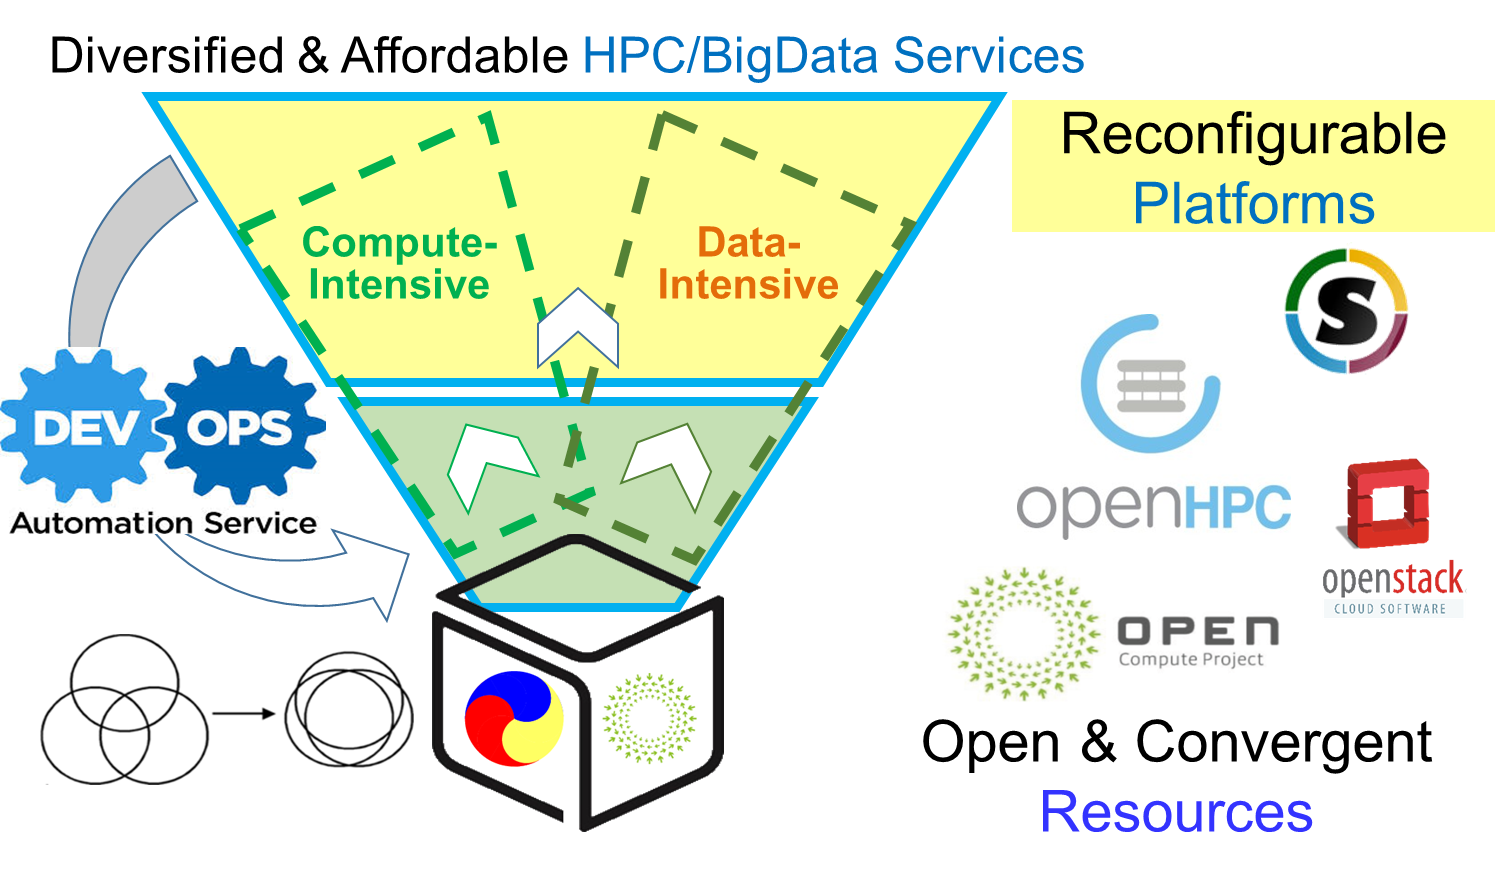 Diversified & Affordable HPC/BigData Services
Reconfigurable
Platforms
Compute-
Intensive
Data-
Intensive
S
DEV OPS
Automation Service
openHPC
openstack
CLOUD SOFTWARE
OPEN
Compute Project
Open & Convergent
Resources